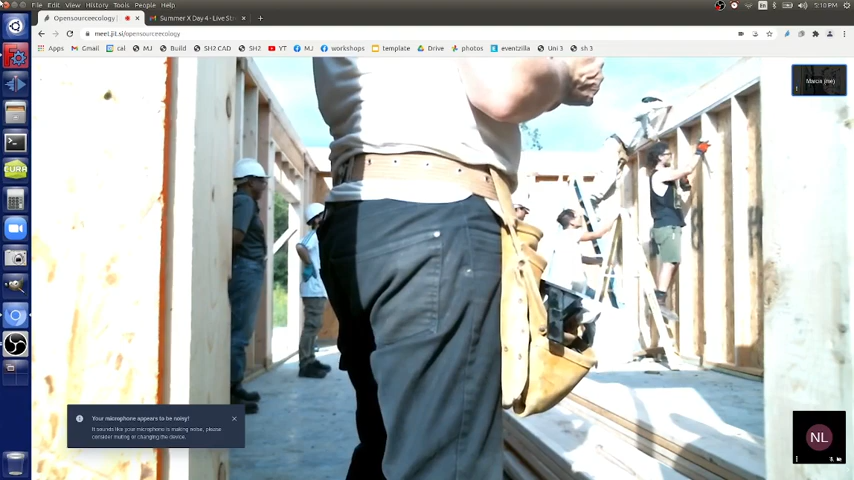 File Edit View History Tools People Help
5:10 PM
Opensourceecology
Summer X Day 4 - Live St
meet.jit.si/opensourceecology
Apps
Gmail
cal
MJ
Build
SH2 CAD
SH2
YT
MJ
workshops
template
Drive
photos
eventzilla
Uni 3
sh 3
Marcin (me)
CURA
Your microphone appears to be noisy!
It sounds like your microphone is making noise, please
consider muting or changing the device.
NL